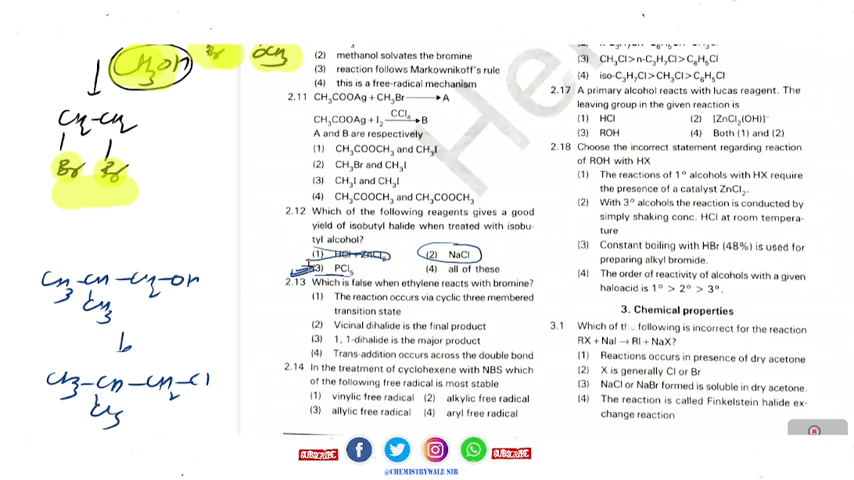 CH3OH Br OCH3
CH2-CH2
Br Br
CH3-CH-CH2-OH
CH3
CH3-CH-CH2-Cl
CH3
(2) methanol solvates the bromine
(3) reaction follows Markownikoff's rule
(4) this is a free-radical mechanism
2.11 CH₃COOAg + CH₃Br ⟶ A
CH₃COOAg + I₂ —CCl₄→ B
A and B are respectively
(1) CH₃COOCH₃ and CH₃I
(2) CH₃Br and CH₃I
(3) CH₃I and CH₃I
(4) CH₃COOCH₃ and CH₃COOCH₃
2.12 Which of the following reagents gives a good
yield of isobutyl halide when treated with isobu-
tyl alcohol?
(1) HCl + ZnCl₂ (2) NaCl
(3) PCl₅ (4) all of these
2.13 Which is false when ethylene reacts with bromine?
(1) The reaction occurs via cyclic three membered
transition state
(2) Vicinal dihalide is the final product
(3) 1, 1-dihalide is the major product
(4) Trans-addition occurs across the double bond
2.14 In the treatment of cyclohexene with NBS which
of the following free radical is most stable
(1) vinylic free radical (2) alkylic free radical
(3) allylic free radical (4) aryl free radical
(3) CH₃Cl > n-C₃H₇Cl > C₆H₅Cl
(4) iso-C₃H₇Cl > CH₃Cl > C₆H₅Cl
2.17 A primary alcohol reacts with lucas reagent. The
leaving group in the given reaction is
(1) HCl (2) [ZnCl₂(OH)]⁻
(3) ROH (4) Both (1) and (2)
2.18 Choose the incorrect statement regarding reaction
of ROH with HX
(1) The reactions of 1° alcohols with HX require
the presence of a catalyst ZnCl₂.
(2) With 3° alcohols the reaction is conducted by
simply shaking conc. HCl at room tempera-
ture
(3) Constant boiling with HBr (48%) is used for
preparing alkyl bromide.
(4) The order of reactivity of alcohols with a given
haloacid is 1° > 2° > 3°.
3. Chemical properties
3.1 Which of following is incorrect for the reaction
RX + NaI → RI + NaX?
(1) Reactions occurs in presence of dry acetone
(2) X is generally Cl or Br
(3) NaCl or NaBr formed is soluble in dry acetone.
(4) The reaction is called Finkelstein halide ex-
change reaction
SUBSCRIBE SUBSCRIBE
@CHEMISTRYWALE SIR